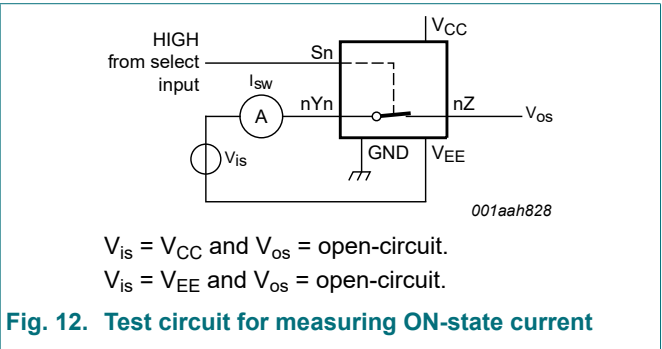 HIGH
from select
input
Sn
VCC
Isw
A
nYn
nZ
Vos
Vis
GND
VEE
001aah828
Vis = VCC and Vos = open-circuit.
Vis = VEE and Vos = open-circuit.
Fig. 12. Test circuit for measuring ON-state current